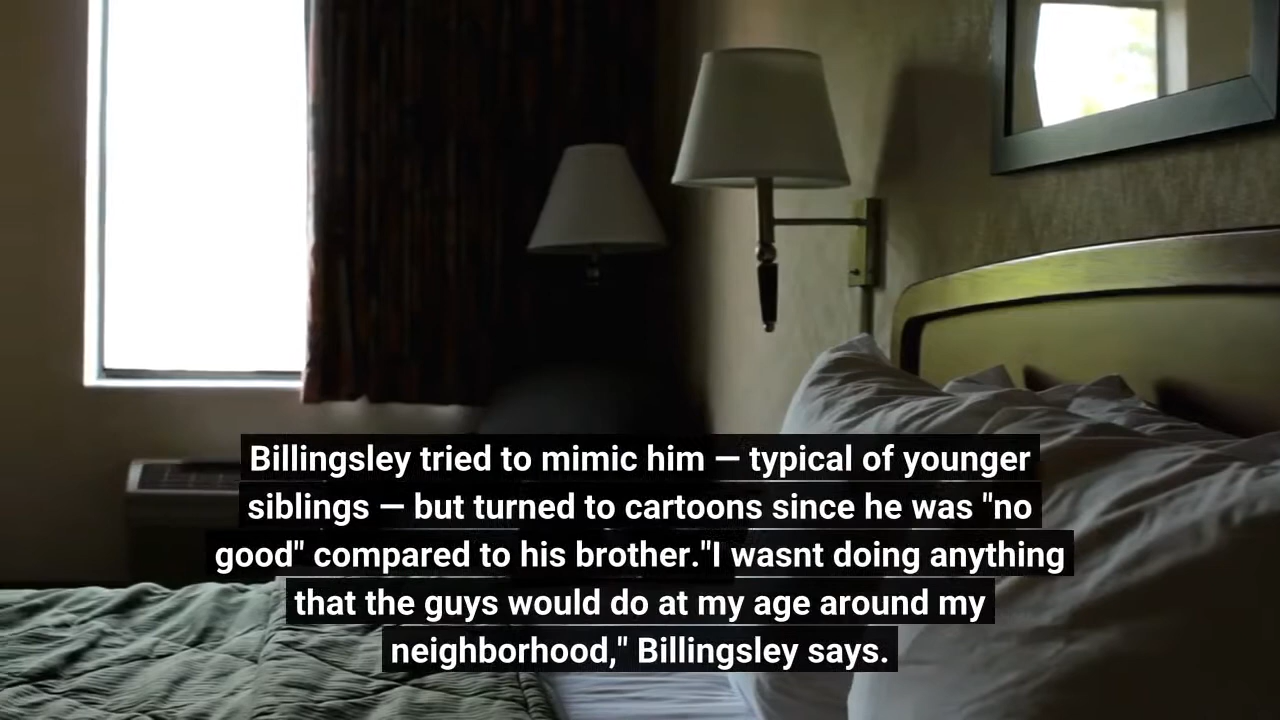 Billingsley tried to mimic him — typical of younger
siblings — but turned to cartoons since he was "no
good" compared to his brother."I wasnt doing anything
that the guys would do at my age around my
neighborhood," Billingsley says.